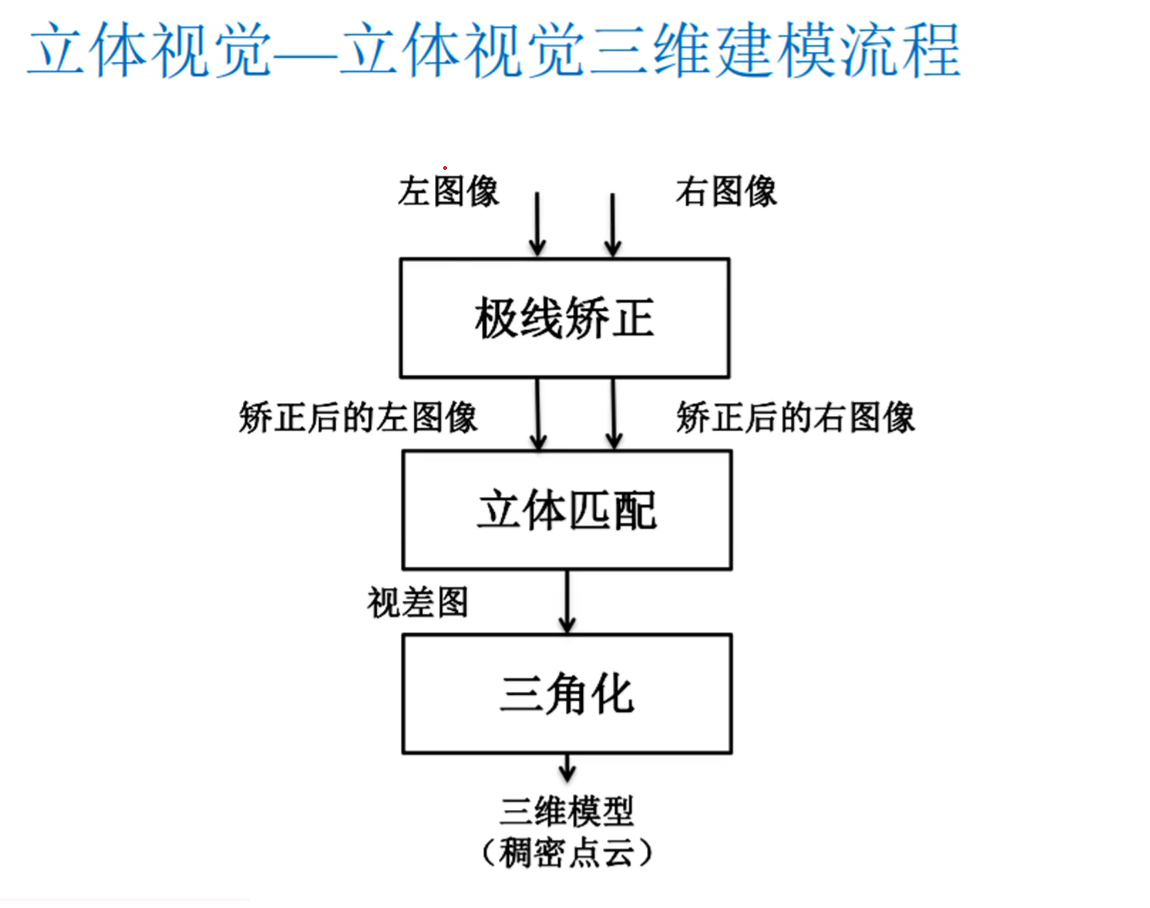 立体视觉—立体视觉三维建模流程
左图像
右图像
极线矫正
矫正后的左图像
矫正后的右图像
立体匹配
视差图
三角化
三维模型
（稠密点云）